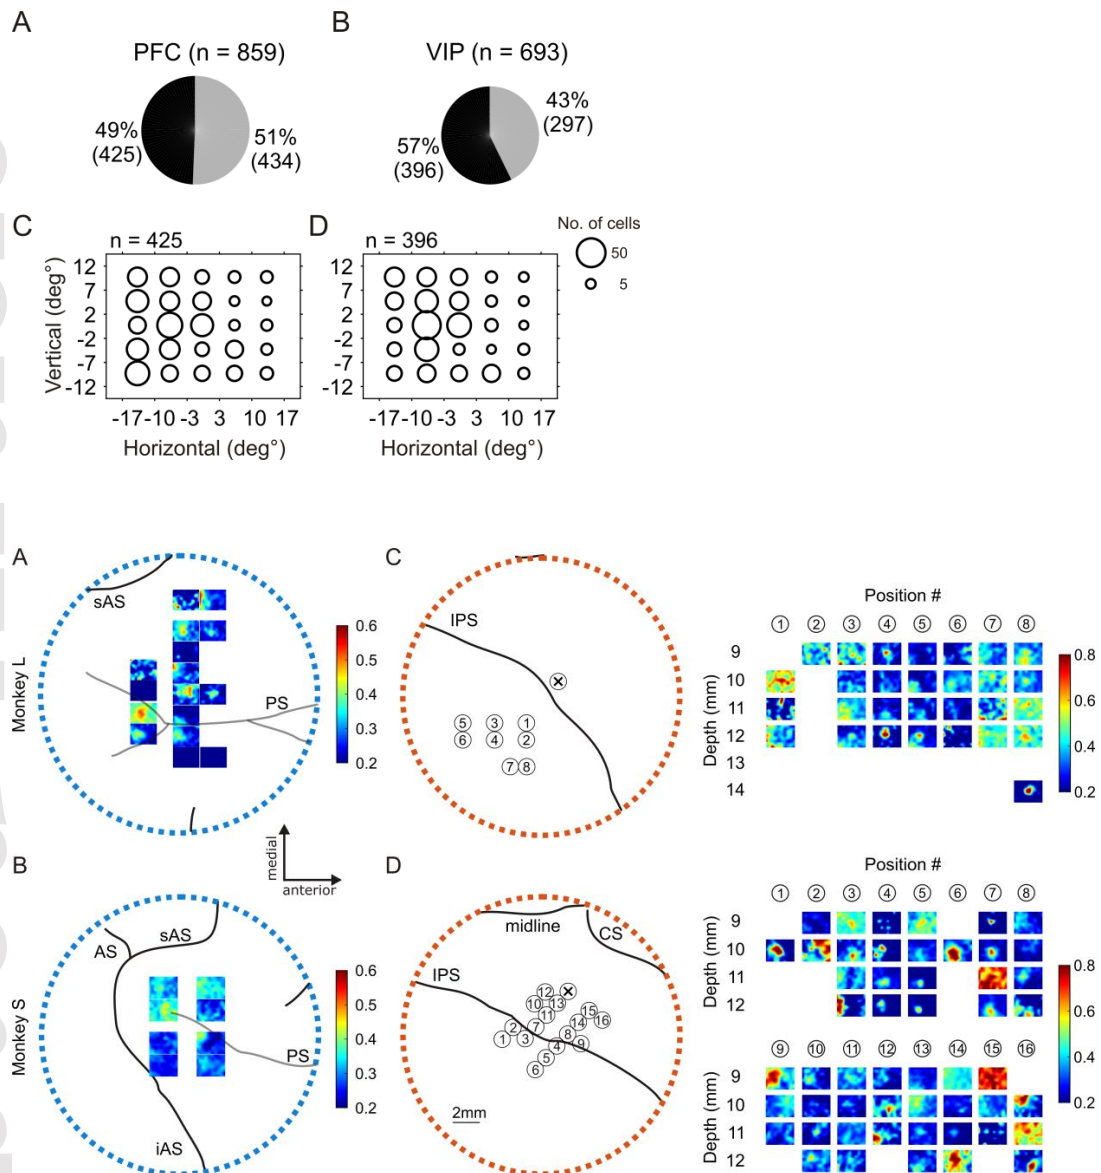 A
B
PFC (n = 859)
VIP (n = 693)
49%
(425)
51%
(434)
57%
(396)
43%
(297)
C
n = 425
D
n = 396
No. of cells
50
5
Vertical (deg°)
12
7
2
-2
-7
-12
12
7
2
-2
-7
-12
-17 -10 -3 3 10 17
-17 -10 -3 3 10 17
Horizontal (deg°)
Horizontal (deg°)
A
Monkey L
sAS
PS
0.6
0.5
0.4
0.3
0.2
C
IPS
5 3 1
6 4 2
7 8
Position #
1 2 3 4 5 6 7 8
Depth (mm)
9
10
11
12
13
14
0.8
0.6
0.4
0.2
medial
anterior
B
Monkey S
AS
sAS
PS
iAS
0.6
0.5
0.4
0.3
0.2
D
midline
CS
IPS
12
10 13
11
15
14 16
2 7
1 3
8
4 9
5
6
2mm
Position #
1 2 3 4 5 6 7 8
Depth (mm)
9
10
11
12
9 10 11 12 13 14 15 16
Depth (mm)
9
10
11
12
0.8
0.6
0.4
0.2